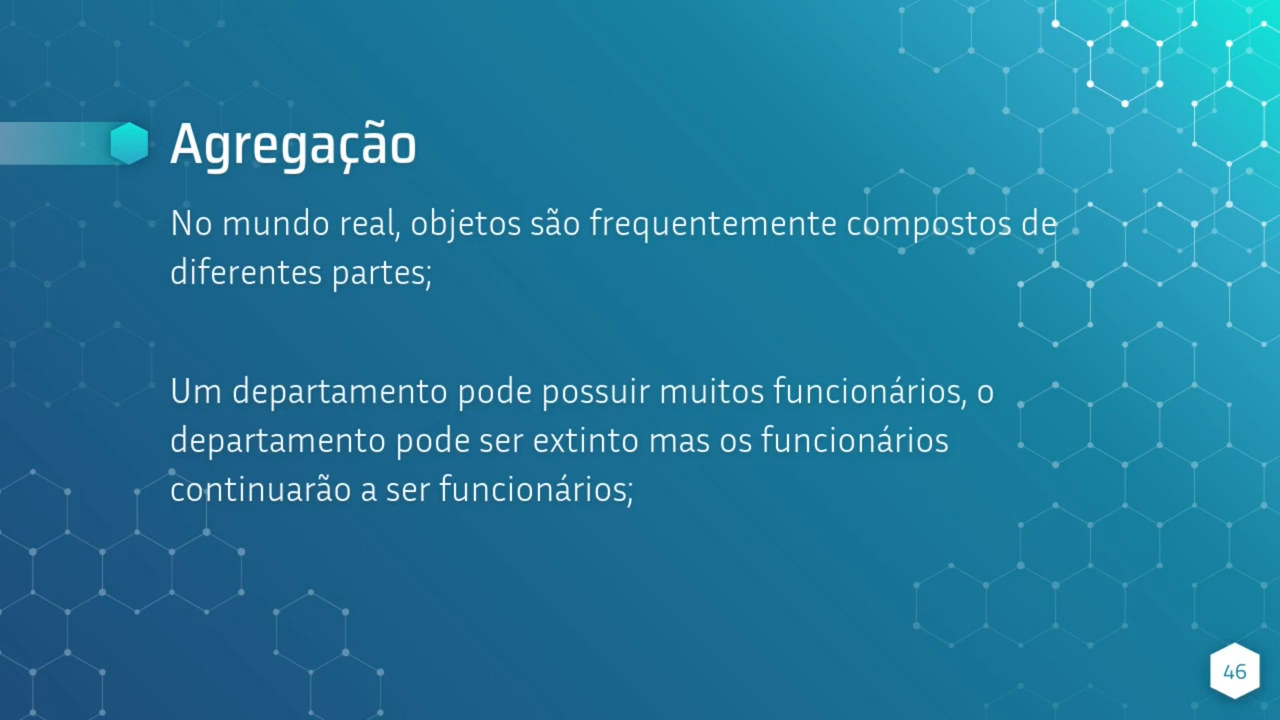 Agregação
No mundo real, objetos são frequentemente compostos de
diferentes partes;
Um departamento pode possuir muitos funcionários, o
departamento pode ser extinto mas os funcionários
continuarão a ser funcionários;
46